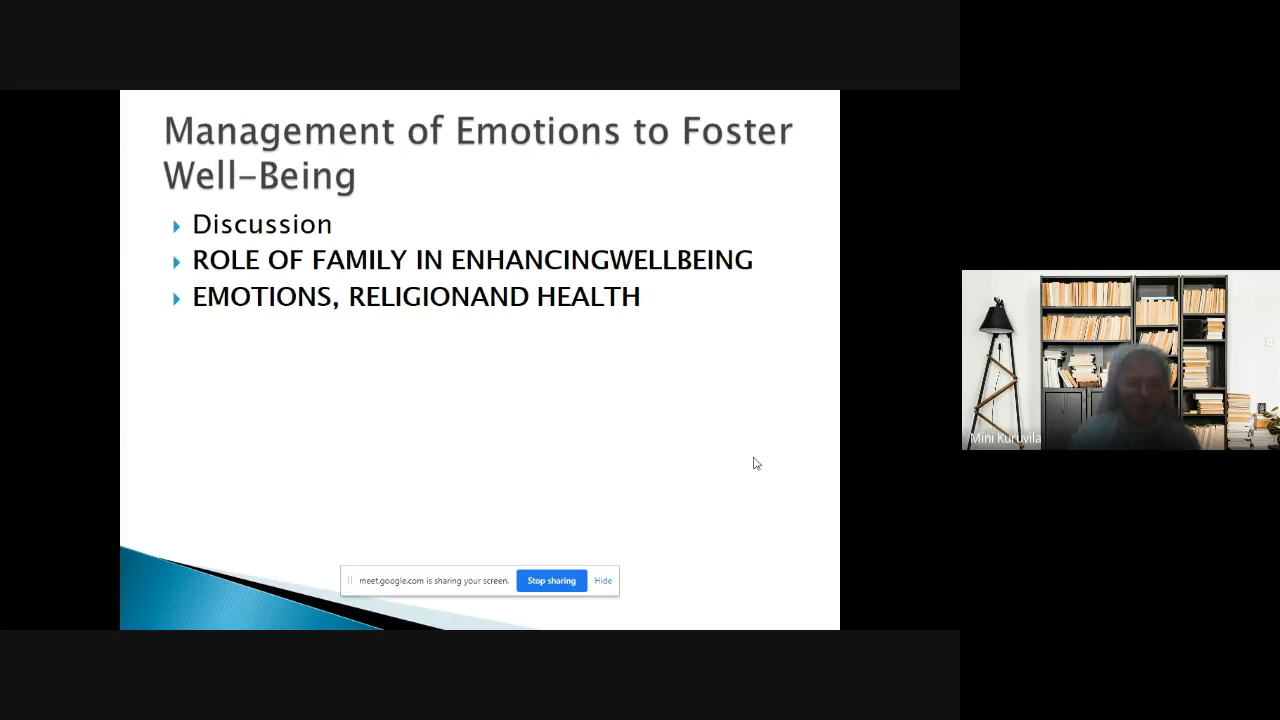 Management of Emotions to Foster
Well-Being
Discussion
ROLE OF FAMILY IN ENHANCINGWELLBEING
EMOTIONS, RELIGIONAND HEALTH
meet.google.com is sharing your screen. Stop sharing Hide
Mini Kuruvila